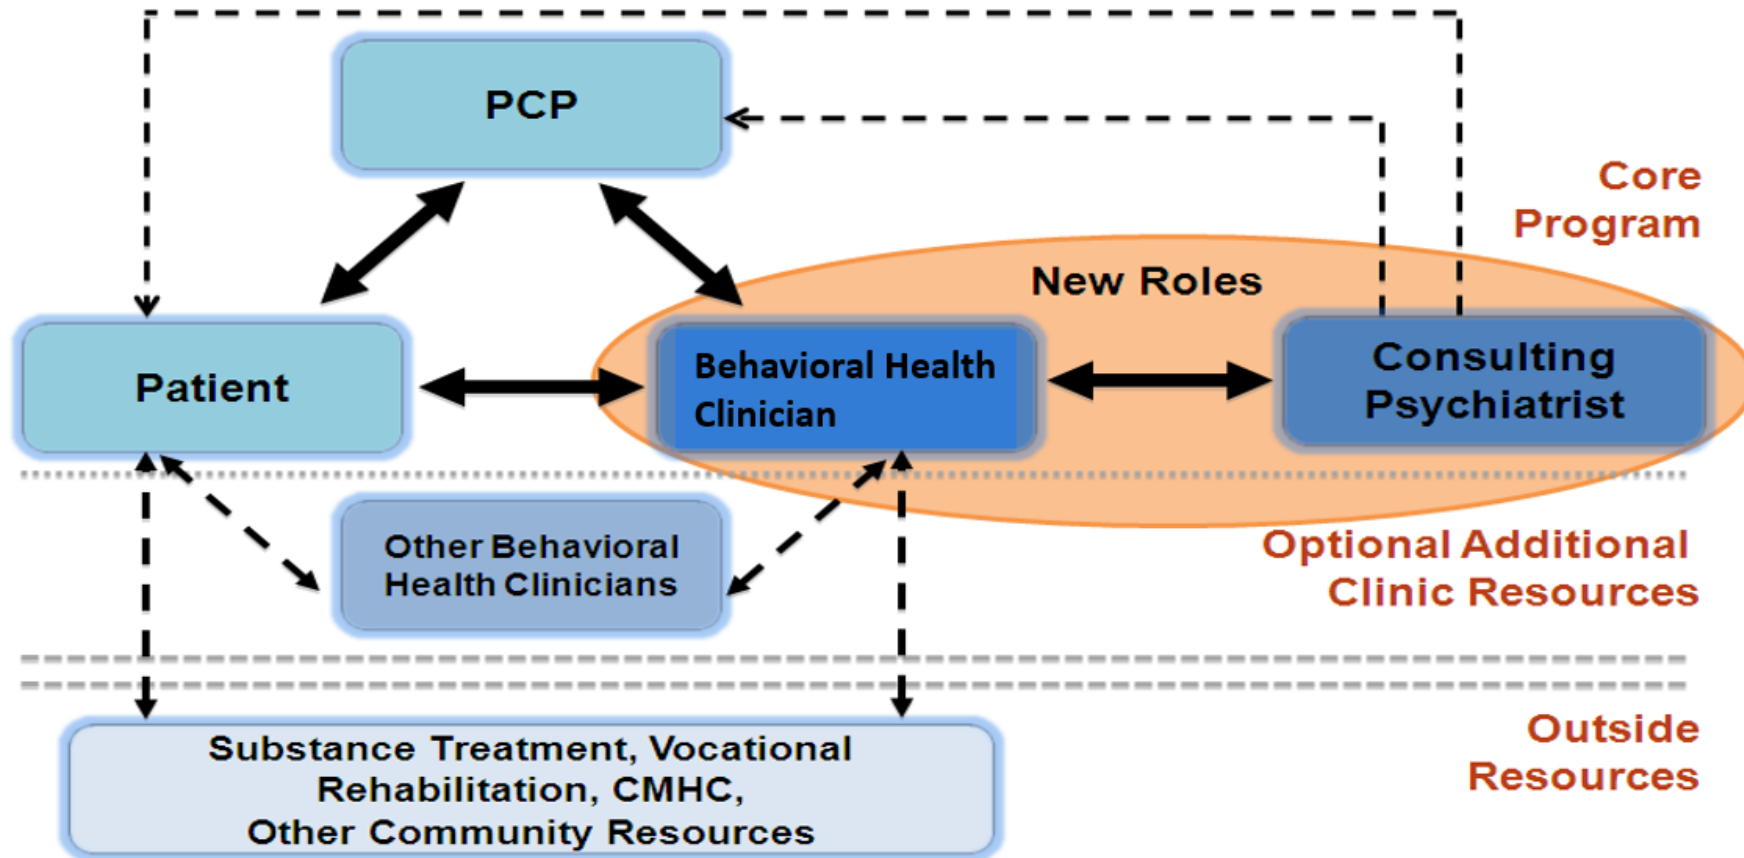 PCP
Core
Program
New Roles
Patient
Behavioral Health
Clinician
Consulting
Psychiatrist
Other Behavioral
Health Clinicians
Optional Additional
Clinic Resources
Substance Treatment, Vocational
Rehabilitation, CMHC,
Other Community Resources
Outside
Resources